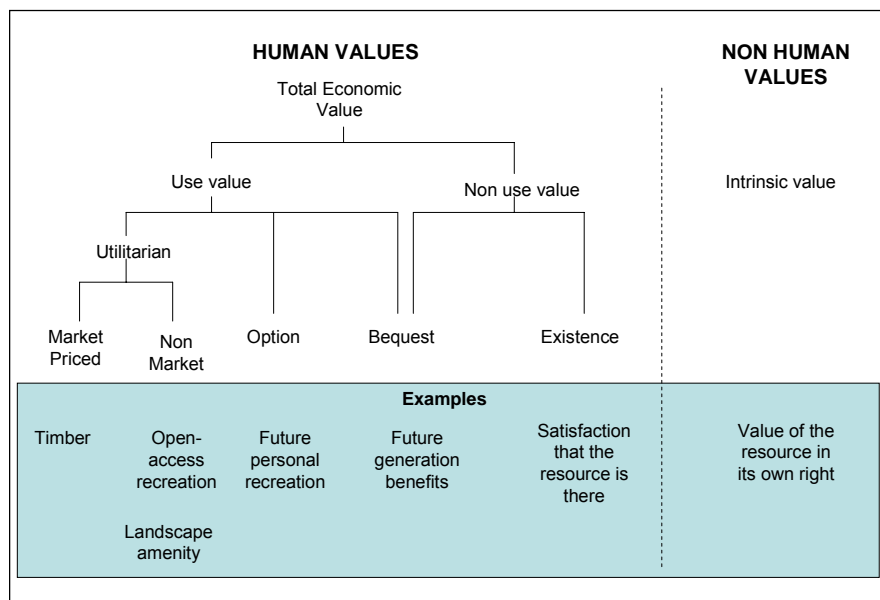 HUMAN VALUES
NON HUMAN
VALUES
Total Economic
Value
Use value
Non use value
Intrinsic value
Utilitarian
Market
Priced
Non
Market
Option
Bequest
Existence
Examples
Timber
Open-
access
recreation
Landscape
amenity
Future
personal
recreation
Future
generation
benefits
Satisfaction
that the
resource is
there
Value of the
resource in
its own right